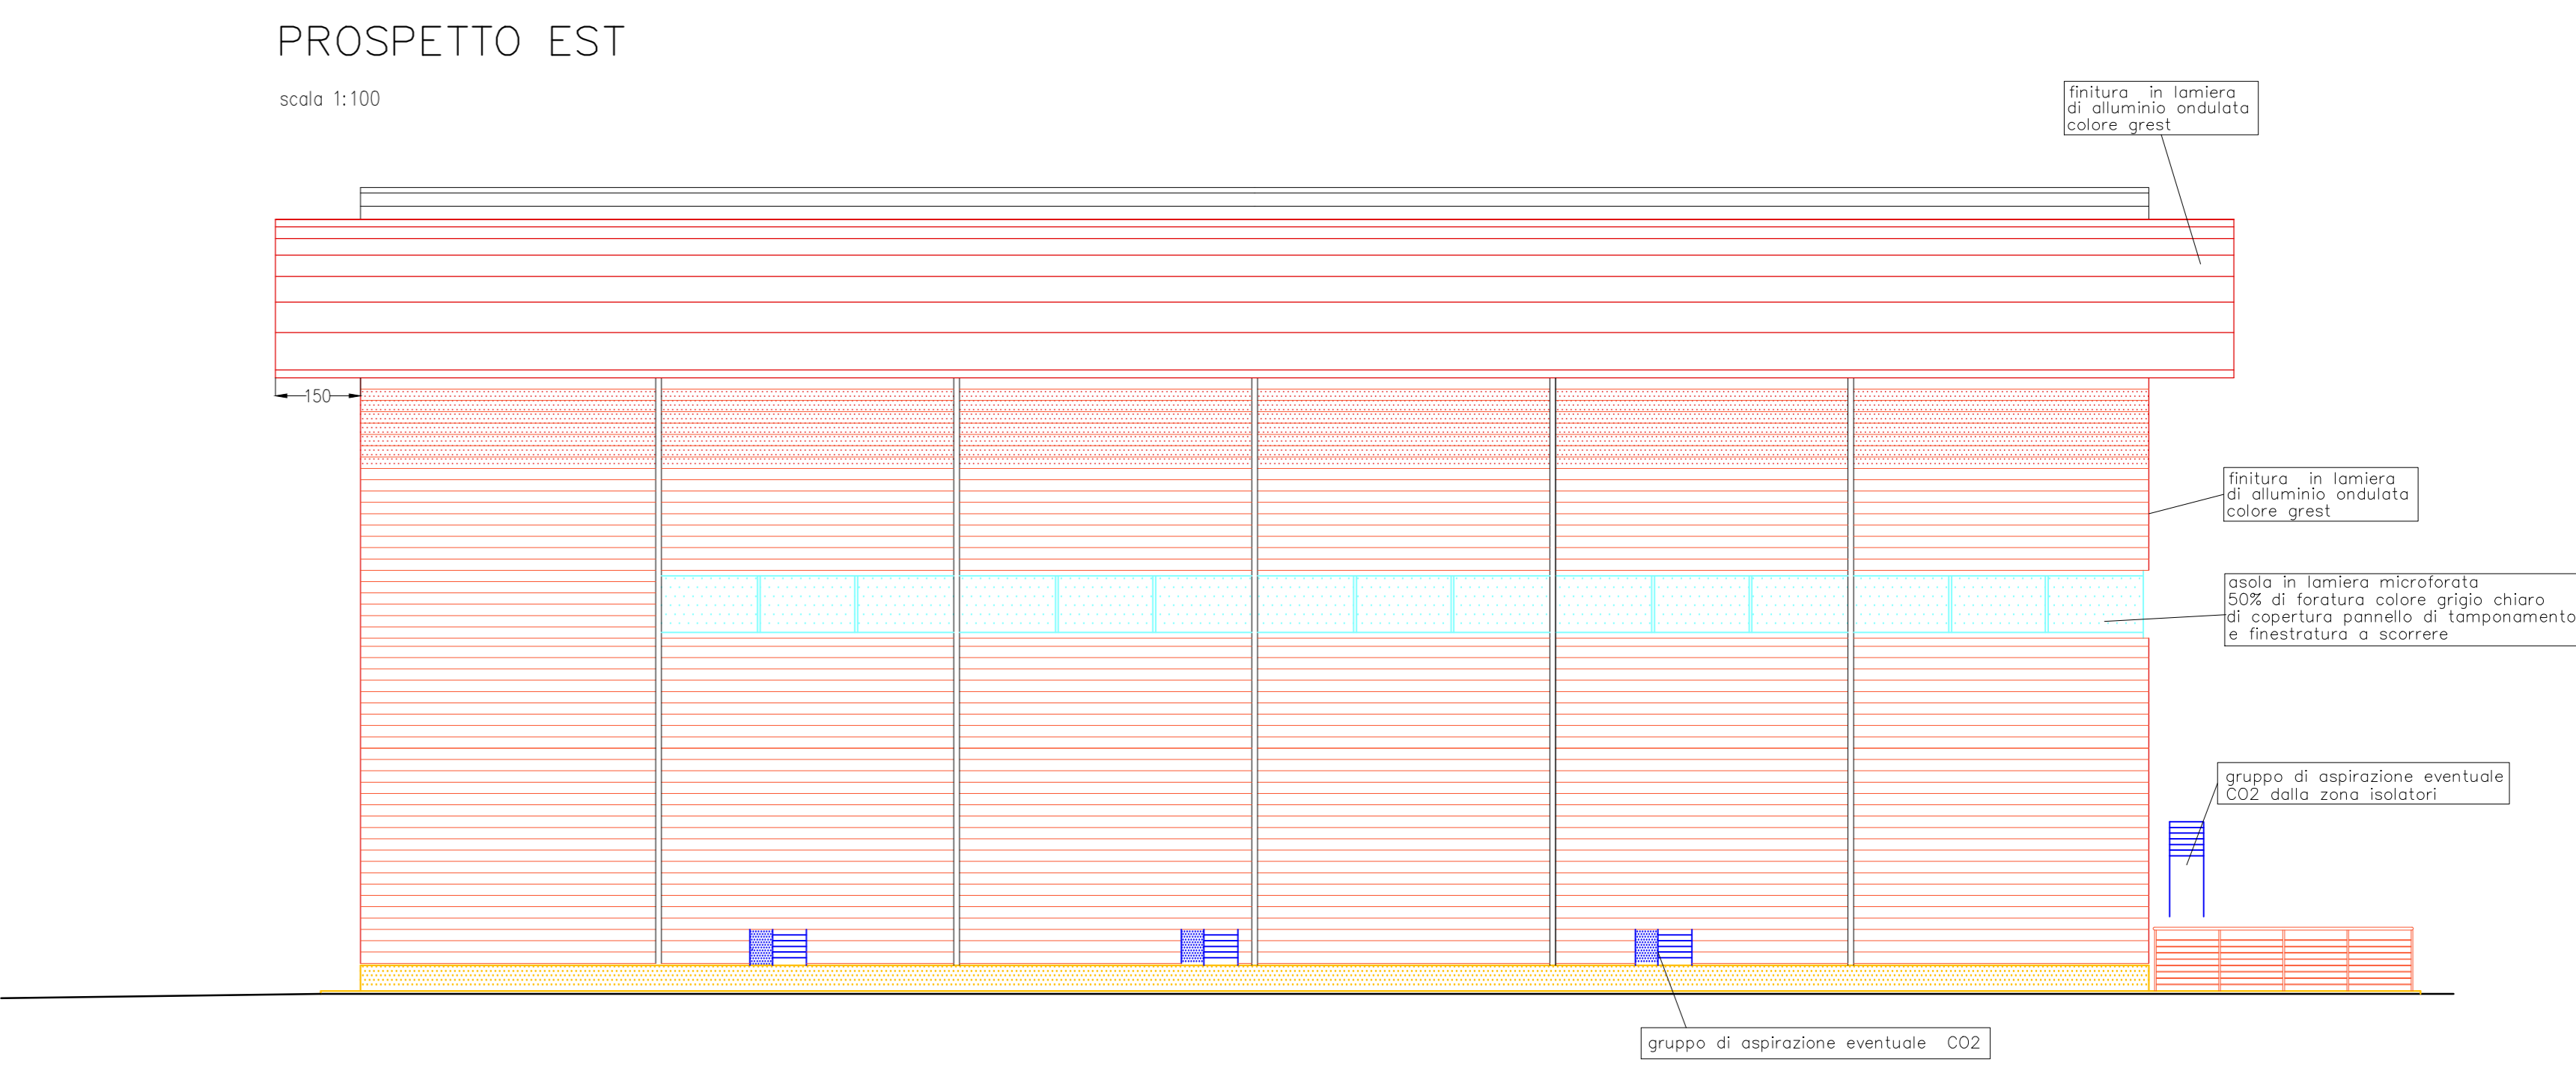 PROSPETTO EST
scala 1:100
finitura in lamiera
di alluminio ondulata
colore grest
150
finitura in lamiera
di alluminio ondulata
colore grest
asola in lamiera microforata
50% di foratura colore grigio chiaro
di copertura pannello di tamponamento
e finestratura a scorrere
gruppo di aspirazione eventuale
CO2 dalla zona isolatori
gruppo di aspirazione eventuale CO2